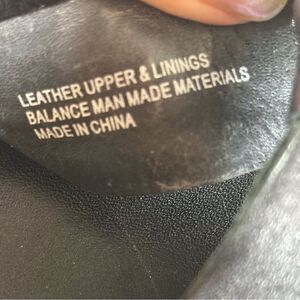 LEATHER UPPER & LININGS
BALANCE MAN MADE MATERIALS
MADE IN CHINA